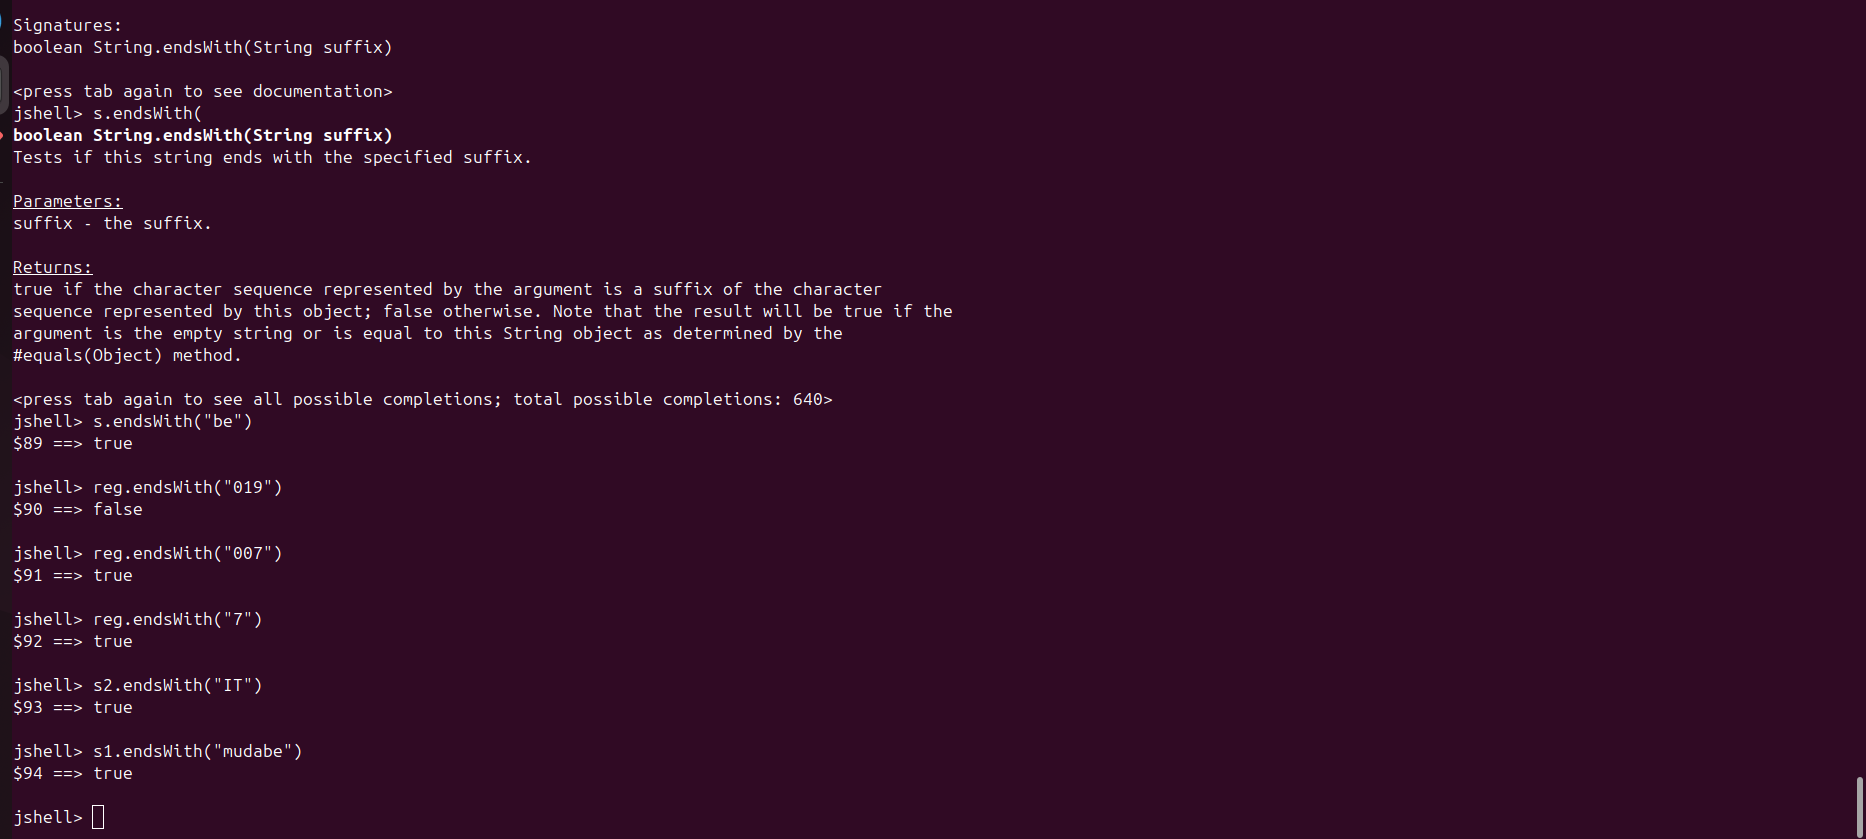 Signatures:
boolean String.endsWith(String suffix)
<press tab again to see documentation>
jshell> s.endsWith(
boolean String.endsWith(String suffix)
Tests if this string ends with the specified suffix.
Parameters:
suffix - the suffix.
Returns:
true if the character sequence represented by the argument is a suffix of the character
sequence represented by this object; false otherwise. Note that the result will be true if the
argument is the empty string or is equal to this String object as determined by the
#equals(Object) method.
<press tab again to see all possible completions; total possible completions: 640>
jshell> s.endsWith("be")
$89 ==> true
jshell> reg.endsWith("019")
$90 ==> false
jshell> reg.endsWith("007")
$91 ==> true
jshell> reg.endsWith("7")
$92 ==> true
jshell> s2.endsWith("IT")
$93 ==> true
jshell> s1.endsWith("mudabe")
$94 ==> true
jshell>